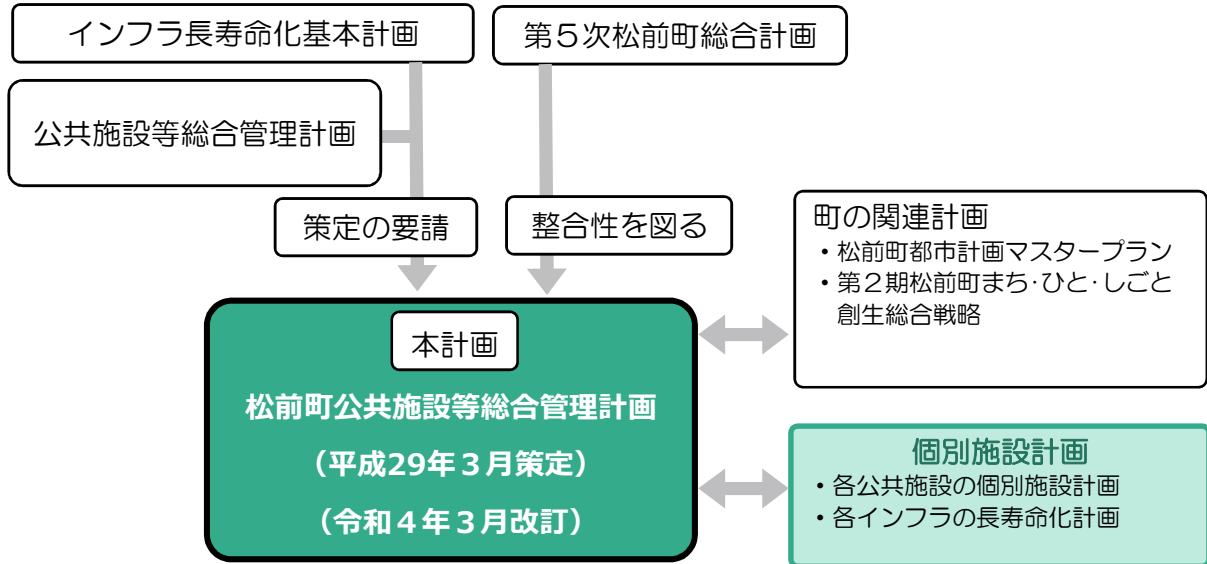 インフラ長寿命化基本計画
第５次松前町総合計画
公共施設等総合管理計画
策定の要請
整合性を図る
町の関連計画
・松前町都市計画マスタープラン
・第２期松前町まち・ひと・しごと
創生総合戦略
本計画
松前町公共施設等総合管理計画
（平成29年３月策定）
（令和４年３月改訂）
個別施設計画
・各公共施設の個別施設計画
・各インフラの長寿命化計画